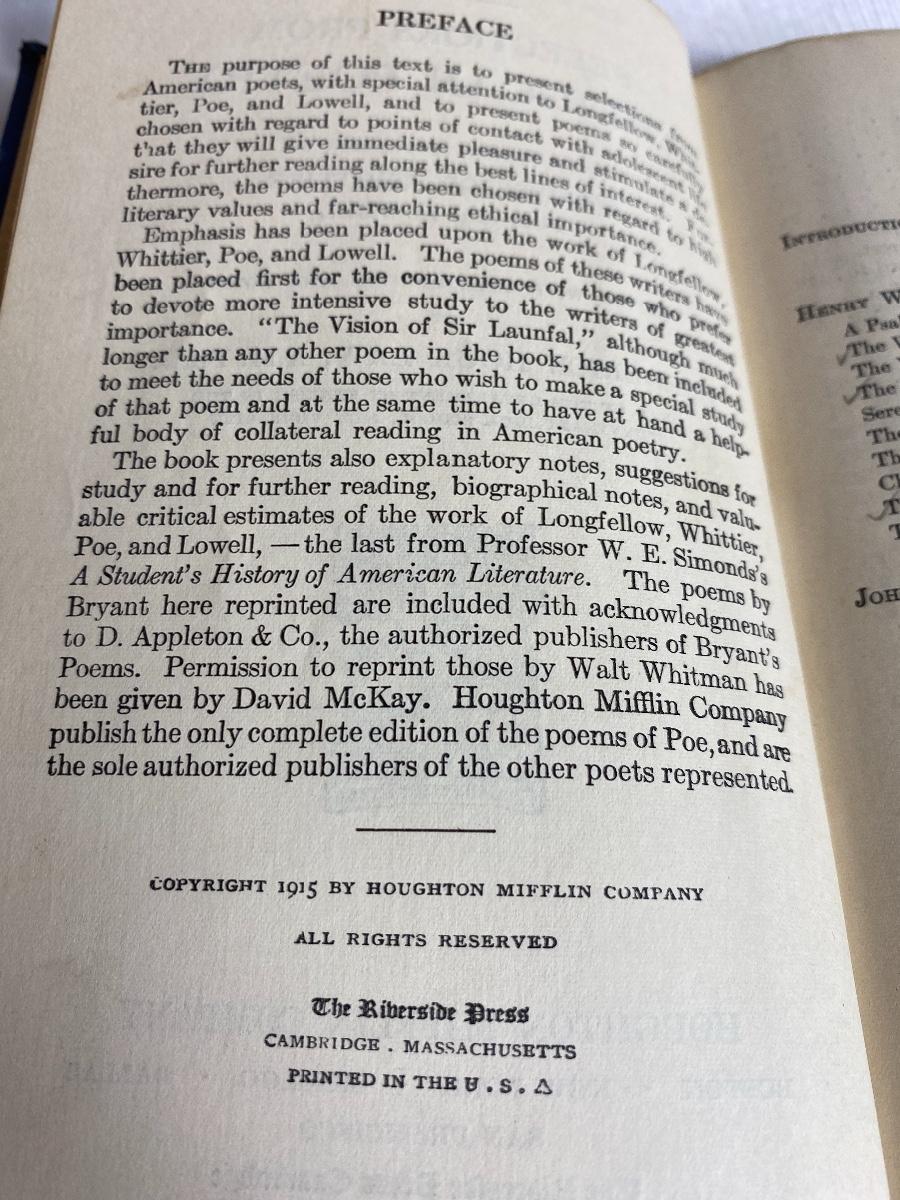 PREFACE
THE purpose of this text is to present selections from
American poets, with special attention to Longfellow, Whit-
tier, Poe, and Lowell, and to present poems so carefully
chosen with regard to points of contact with adolescent life
that they will give immediate pleasure and stimulate a de-
sire for further reading along the best lines of interest. Fur-
thermore, the poems have been chosen with regard to high
literary values and far-reaching ethical importance.
Emphasis has been placed upon the work of Longfellow,
Whittier, Poe, and Lowell. The poems of these writers have
been placed first for the convenience of those who prefer
to devote more intensive study to the writers of greatest
importance. "The Vision of Sir Launfal," although much
longer than any other poem in the book, has been included
to meet the needs of those who wish to make a special study
of that poem and at the same time to have at hand a help-
ful body of collateral reading in American poetry.
The book presents also explanatory notes, suggestions for
study and for further reading, biographical notes, and valu-
able critical estimates of the work of Longfellow, Whittier,
Poe, and Lowell, — the last from Professor W. E. Simonds's
A Student's History of American Literature. The poems by
Bryant here reprinted are included with acknowledgments
to D. Appleton & Co., the authorized publishers of Bryant's
Poems. Permission to reprint those by Walt Whitman has
been given by David McKay. Houghton Mifflin Company
publish the only complete edition of the poems of Poe, and are
the sole authorized publishers of the other poets represented.
COPYRIGHT 1915 BY HOUGHTON MIFFLIN COMPANY
ALL RIGHTS RESERVED
The Riverside Press
CAMBRIDGE . MASSACHUSETTS
PRINTED IN THE U . S . A
INTRODUCTI
HENRY W
A Psa
The
The
The
Sere
The
Th
C
T
T
JOH